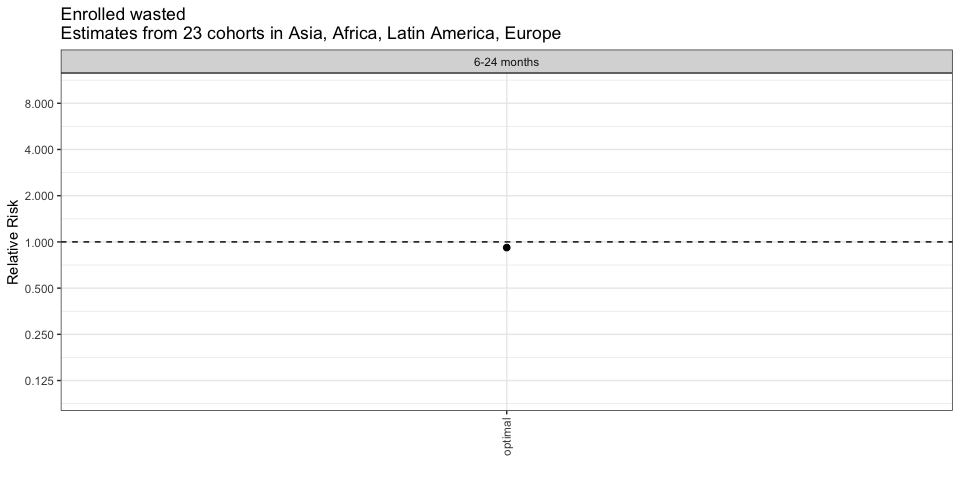 Enrolled wasted
Estimates from 23 cohorts in Asia, Africa, Latin America, Europe
6-24 months
8.000
4.000
2.000
1.000
0.500
0.250
0.125
Relative Risk
optimal